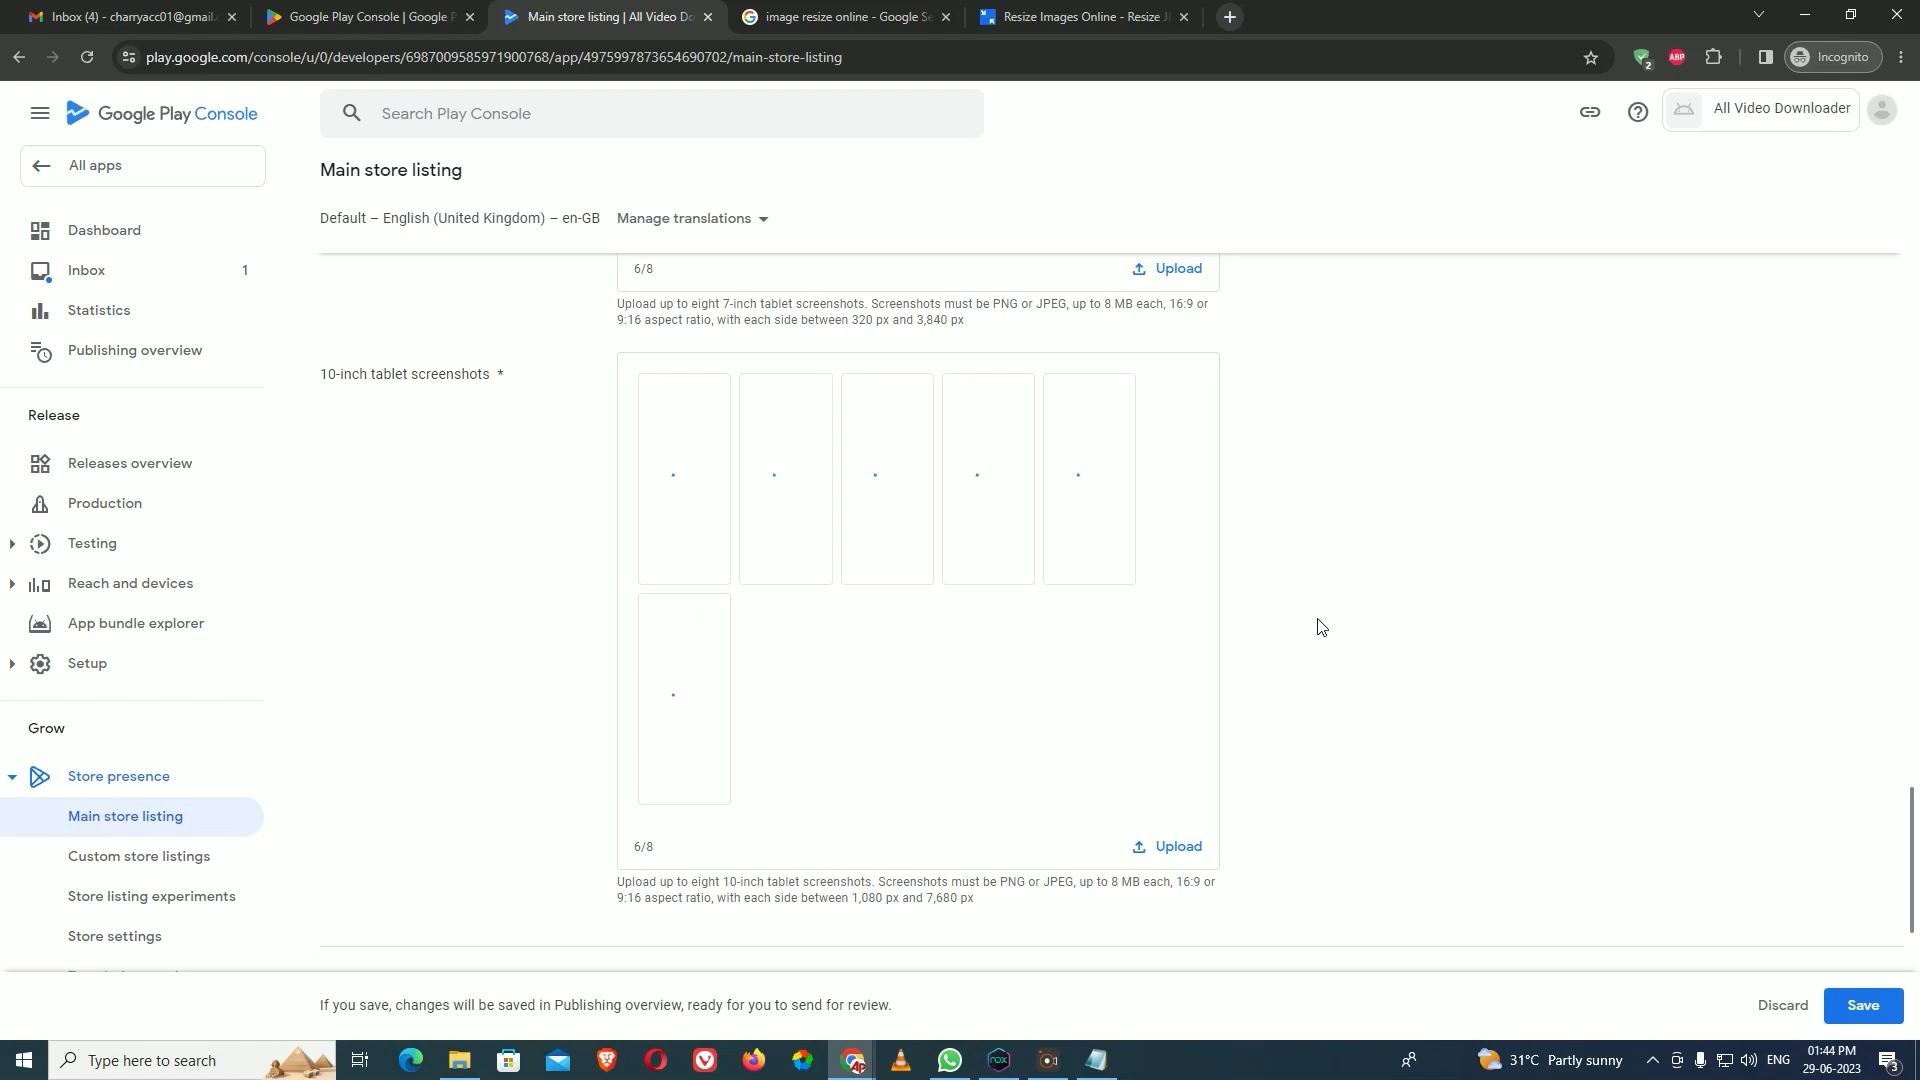 Inbox (4) - charryacc01@gmail.
Google Play Console | Google P
Main store listing | All Video Do
image resize online - Google Se
Resize Images Online - Resize J
play.google.com/console/u/0/developers/6987009585971900768/app/4975997873654690702/main-store-listing
2
ABP
Incognito
Google Play Console
Search Play Console
All Video Downloader
All apps
Main store listing
Default – English (United Kingdom) – en-GB
Manage translations
Dashboard
Inbox
1
Statistics
Publishing overview
Release
Releases overview
Production
Testing
Reach and devices
App bundle explorer
Setup
Grow
Store presence
Main store listing
Custom store listings
Store listing experiments
Store settings
6/8
Upload
Upload up to eight 7-inch tablet screenshots. Screenshots must be PNG or JPEG, up to 8 MB each, 16:9 or
9:16 aspect ratio, with each side between 320 px and 3,840 px
10-inch tablet screenshots *
6/8
Upload
Upload up to eight 10-inch tablet screenshots. Screenshots must be PNG or JPEG, up to 8 MB each, 16:9 or
9:16 aspect ratio, with each side between 1,080 px and 7,680 px
If you save, changes will be saved in Publishing overview, ready for you to send for review.
Discard
Save
Type here to search
31°C Partly sunny
ENG
01:44 PM
29-06-2023
3